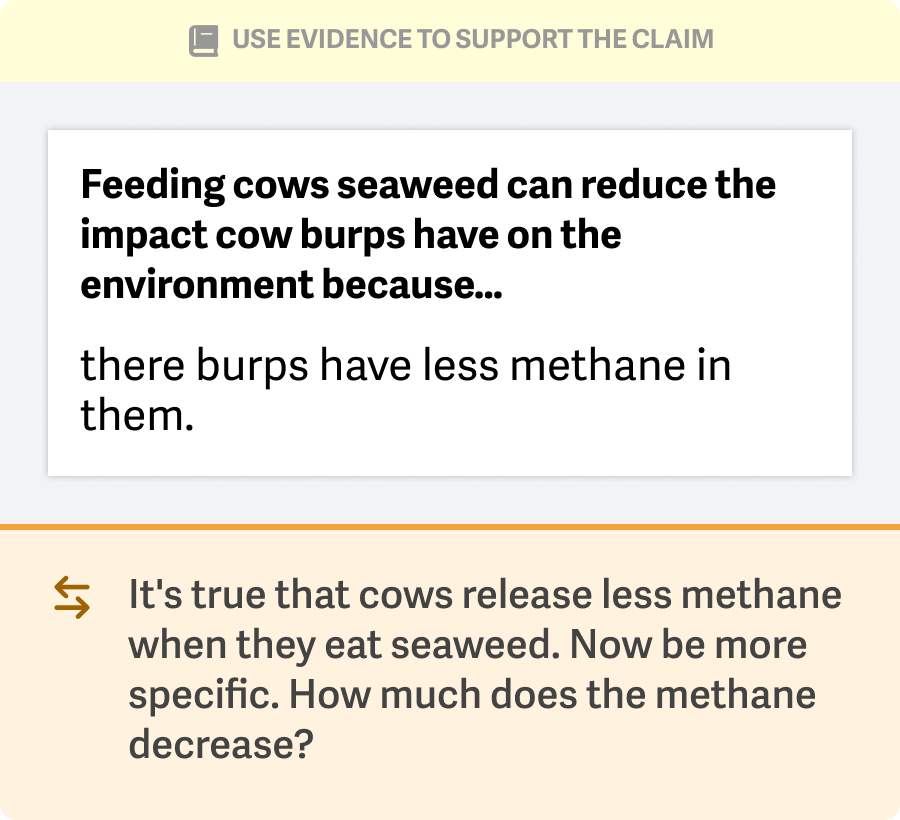 USE EVIDENCE TO SUPPORT THE CLAIM
Feeding cows seaweed can reduce the
impact cow burps have on the
environment because...
there burps have less methane in
them.
It's true that cows release less methane
when they eat seaweed. Now be more
specific. How much does the methane
decrease?